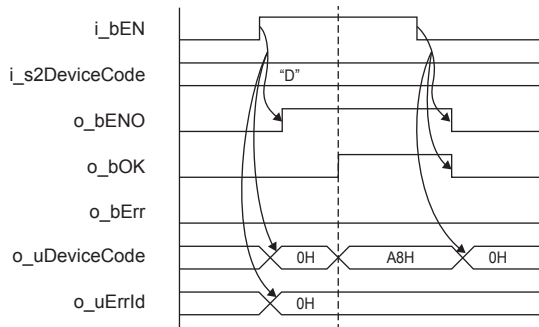 i_bEN
i_s2DeviceCode “D”
o_bENO
o_bOK
o_bErr
o_uDeviceCode 0H A8H 0H
o_uErrId 0H